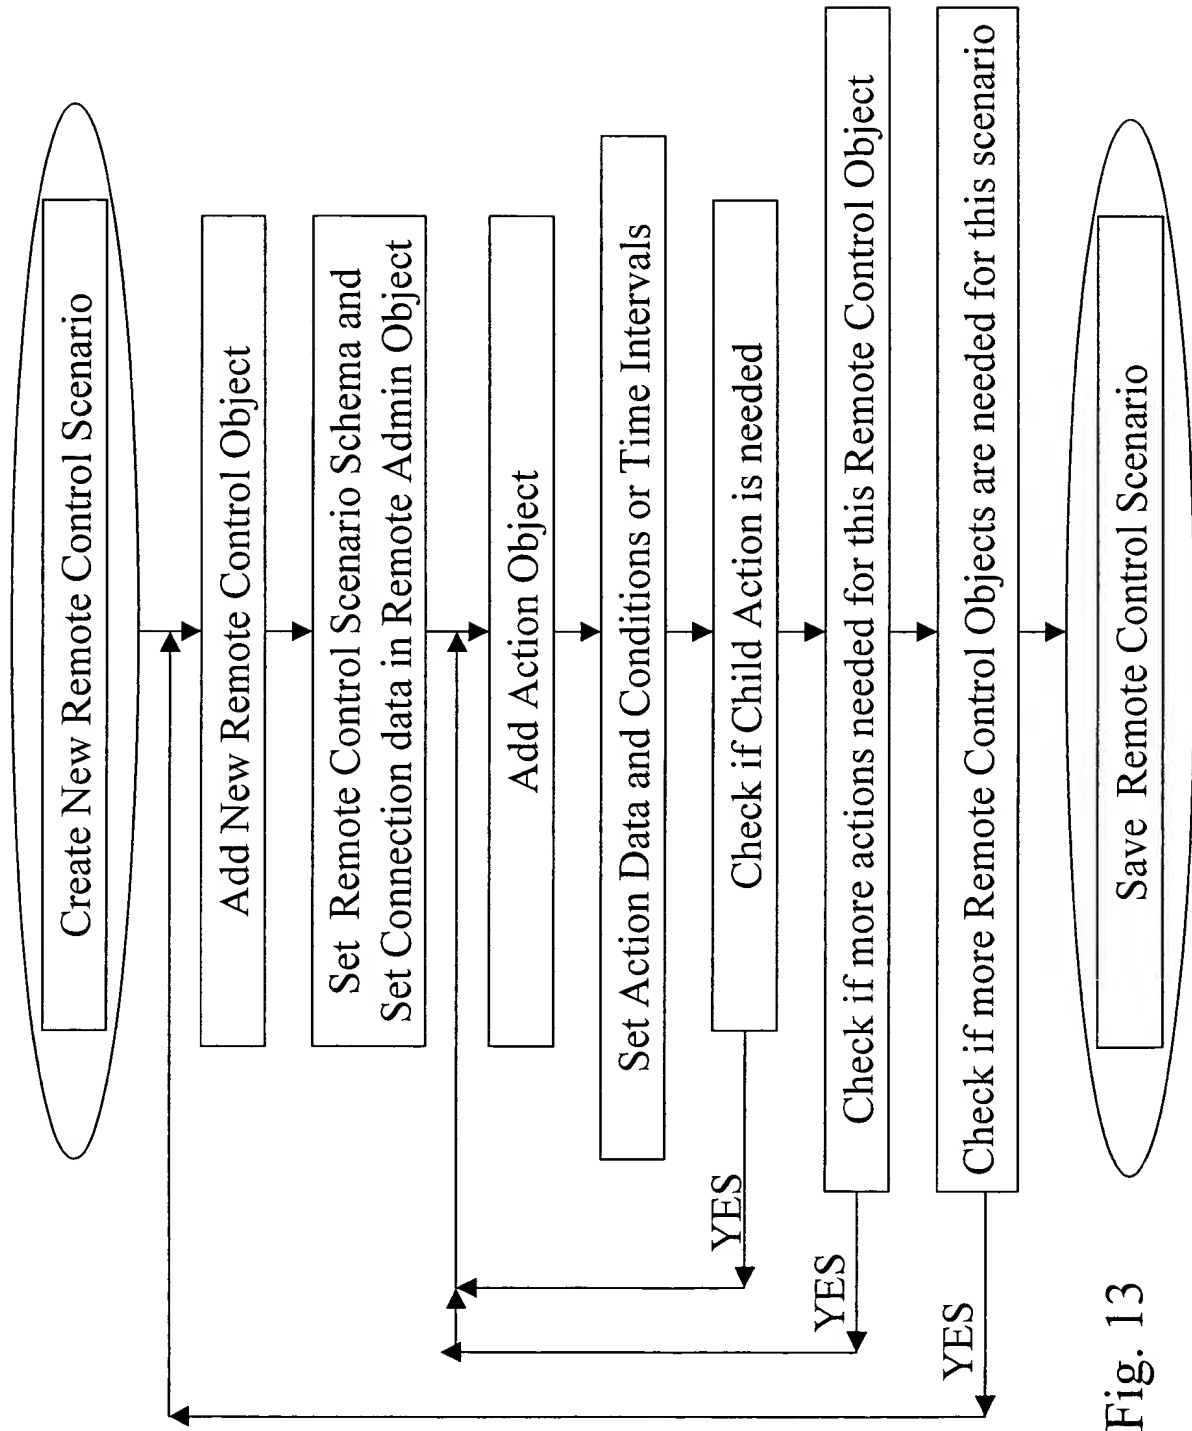 Create New Remote Control Scenario
Add New Remote Control Object
Set Remote Control Scenario Schema and
Set Connection data in Remote Admin Object
Add Action Object
Set Action Data and Conditions or Time Intervals
Check if Child Action is needed
YES
Check if more actions needed for this Remote Control Object
YES
Check if more Remote Control Objects are needed for this scenario
YES
Save Remote Control Scenario
Fig. 13